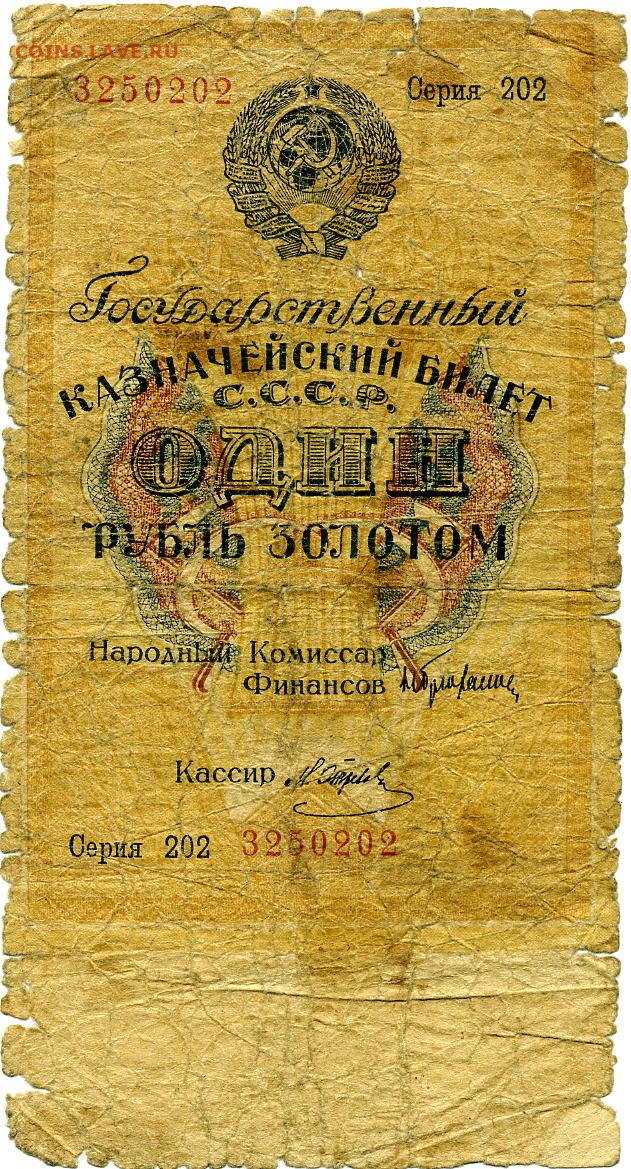 COINS.LAVE.RU
3250202 Серия 202
Государственный
КАЗНАЧЕЙСКИЙ БИЛЕТ
С.С.С.Р.
ОДИН
РУБЛЬ ЗОЛОТОМ
Народный Комиссар
Финансов
Кассир
Серия 202 3250202